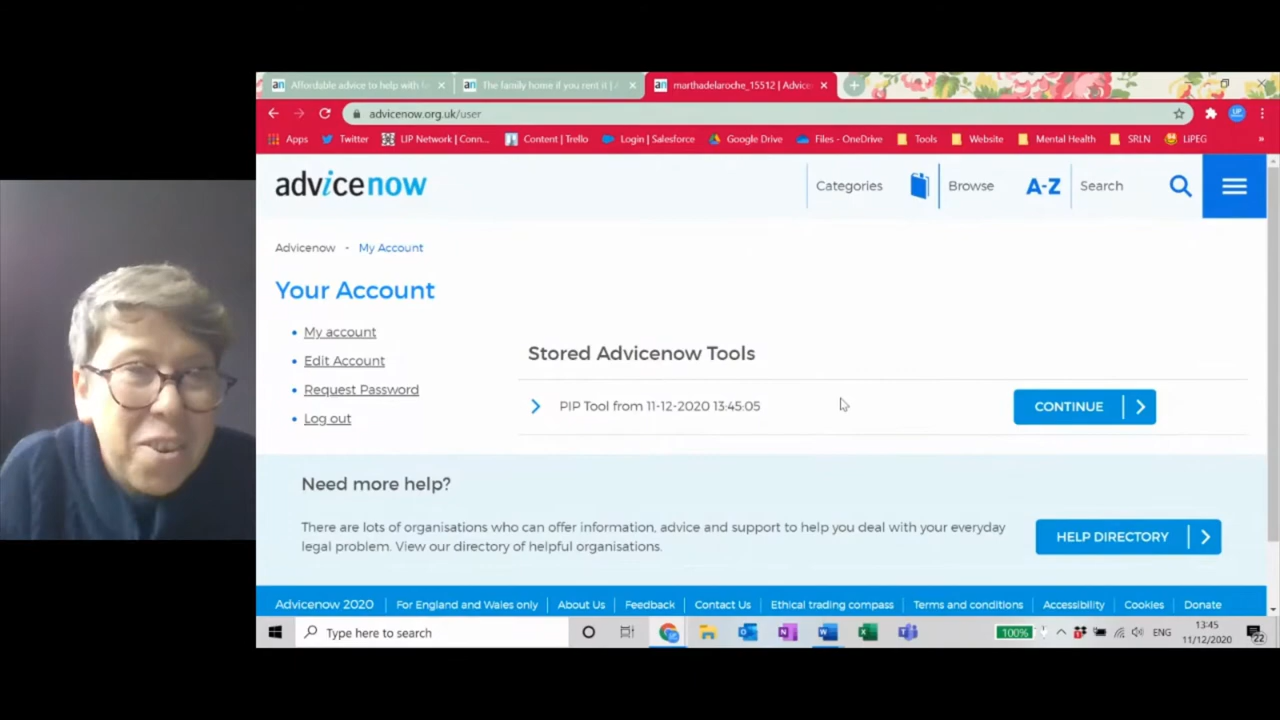 Affordable advice to help with f
The family home if you rent it | A
marthadelaroche_15512 | Advice
advicenow.org.uk/user
Apps Twitter LIP Network | Conn... Content | Trello Login | Salesforce Google Drive Files - OneDrive Tools Website Mental Health SRLN LiPEG »
advicenow
Categories Browse A-Z Search
Advicenow - My Account
Your Account
My account
Edit Account
Request Password
Log out
Stored Advicenow Tools
PIP Tool from 11-12-2020 13:45:05 CONTINUE
Need more help?
There are lots of organisations who can offer information, advice and support to help you deal with your everyday
legal problem. View our directory of helpful organisations.
HELP DIRECTORY
Advicenow 2020 For England and Wales only About Us Feedback Contact Us Ethical trading compass Terms and conditions Accessibility Cookies Donate
Type here to search
100%
ENG
13:45
11/12/2020
22